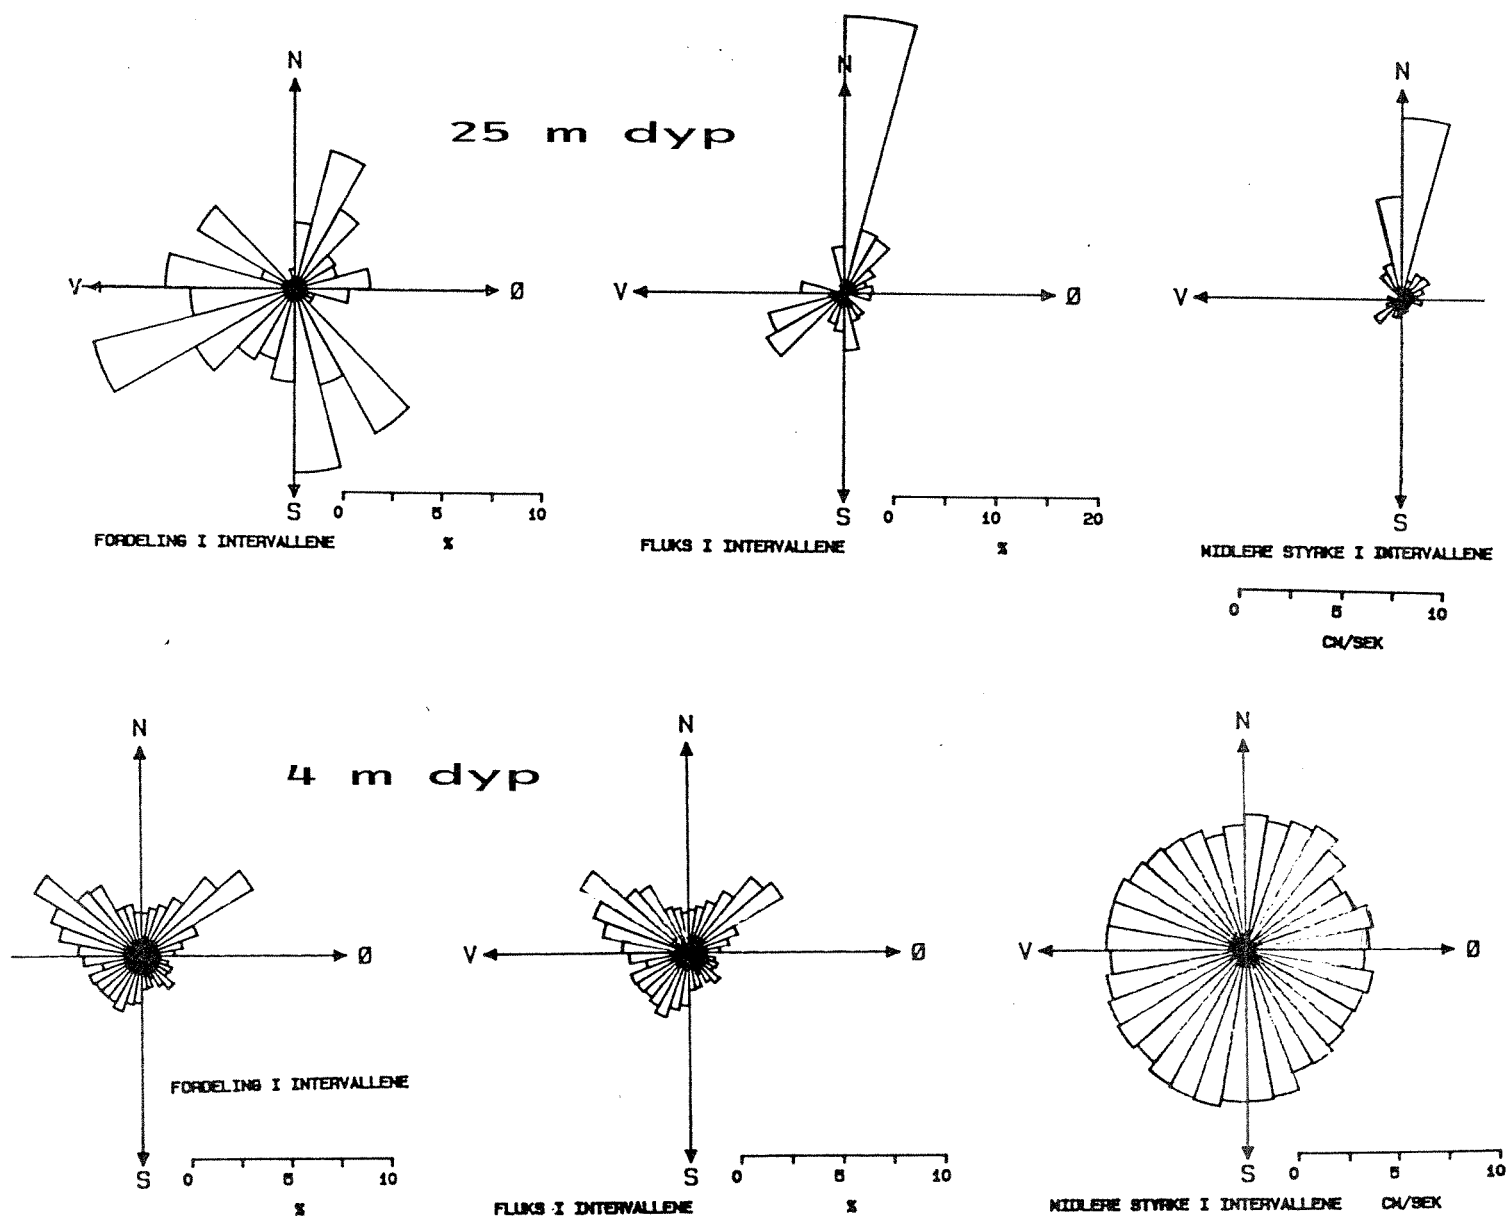 N
N
N
25 m dyp
V
Ø
V
Ø
V
S
0
5
10
S
0
10
20
S
FORDELING I INTERVALLENE
%
FLUKS I INTERVALLENE
%
MIDLERE STYRKE I INTERVALLENE
0
5
10
CM/SEK
N
N
N
4 m dyp
Ø
V
Ø
V
Ø
FORDELING I INTERVALLENE
S
0
5
10
S
0
5
10
S
0
5
10
%
FLUKS I INTERVALLENE
%
MIDLERE STYRKE I INTERVALLENE
CM/SEK